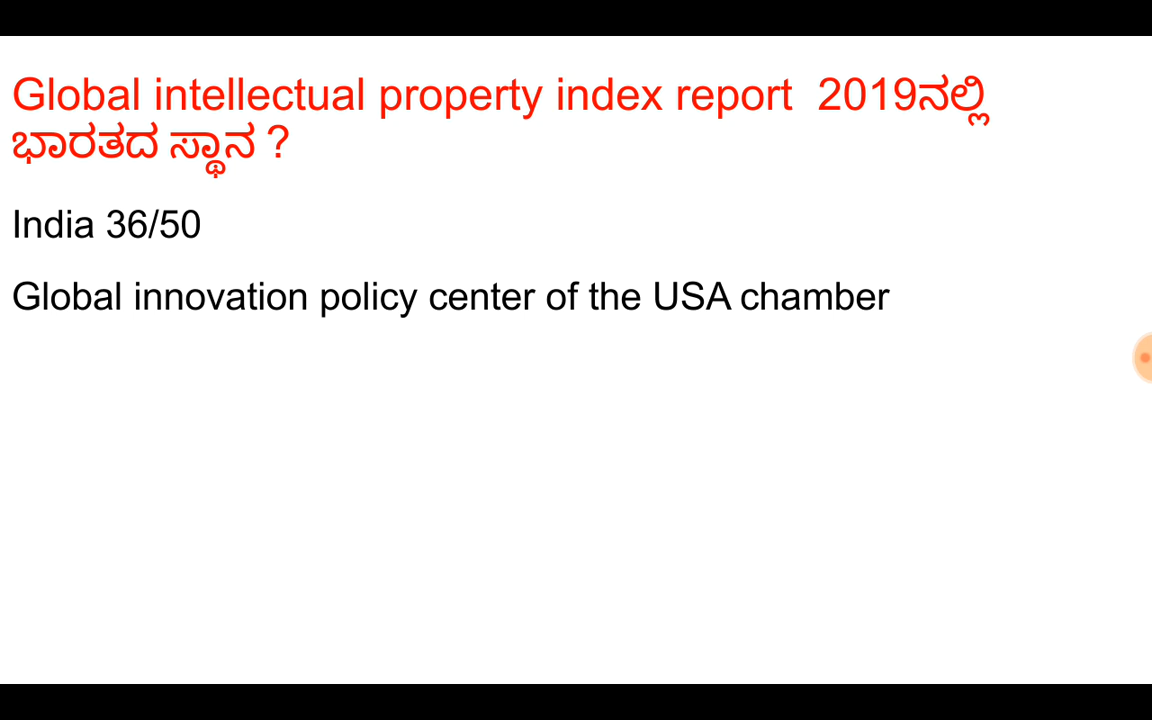 Global intellectual property index report  2019ನಲ್ಲಿ
ಭಾರತದ ಸ್ಥಾನ ?
India 36/50
Global innovation policy center of the USA chamber